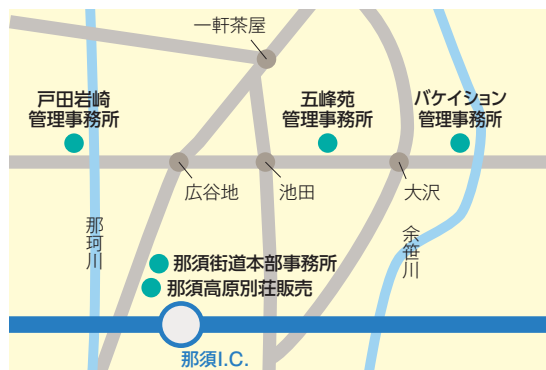 一軒茶屋
戸田岩崎
管理事務所
五峰苑
管理事務所
バケイション
管理事務所
広谷地
池田
大沢
那珂川
余笹川
那須街道本部事務所
那須高原別荘販売
那須I.C.